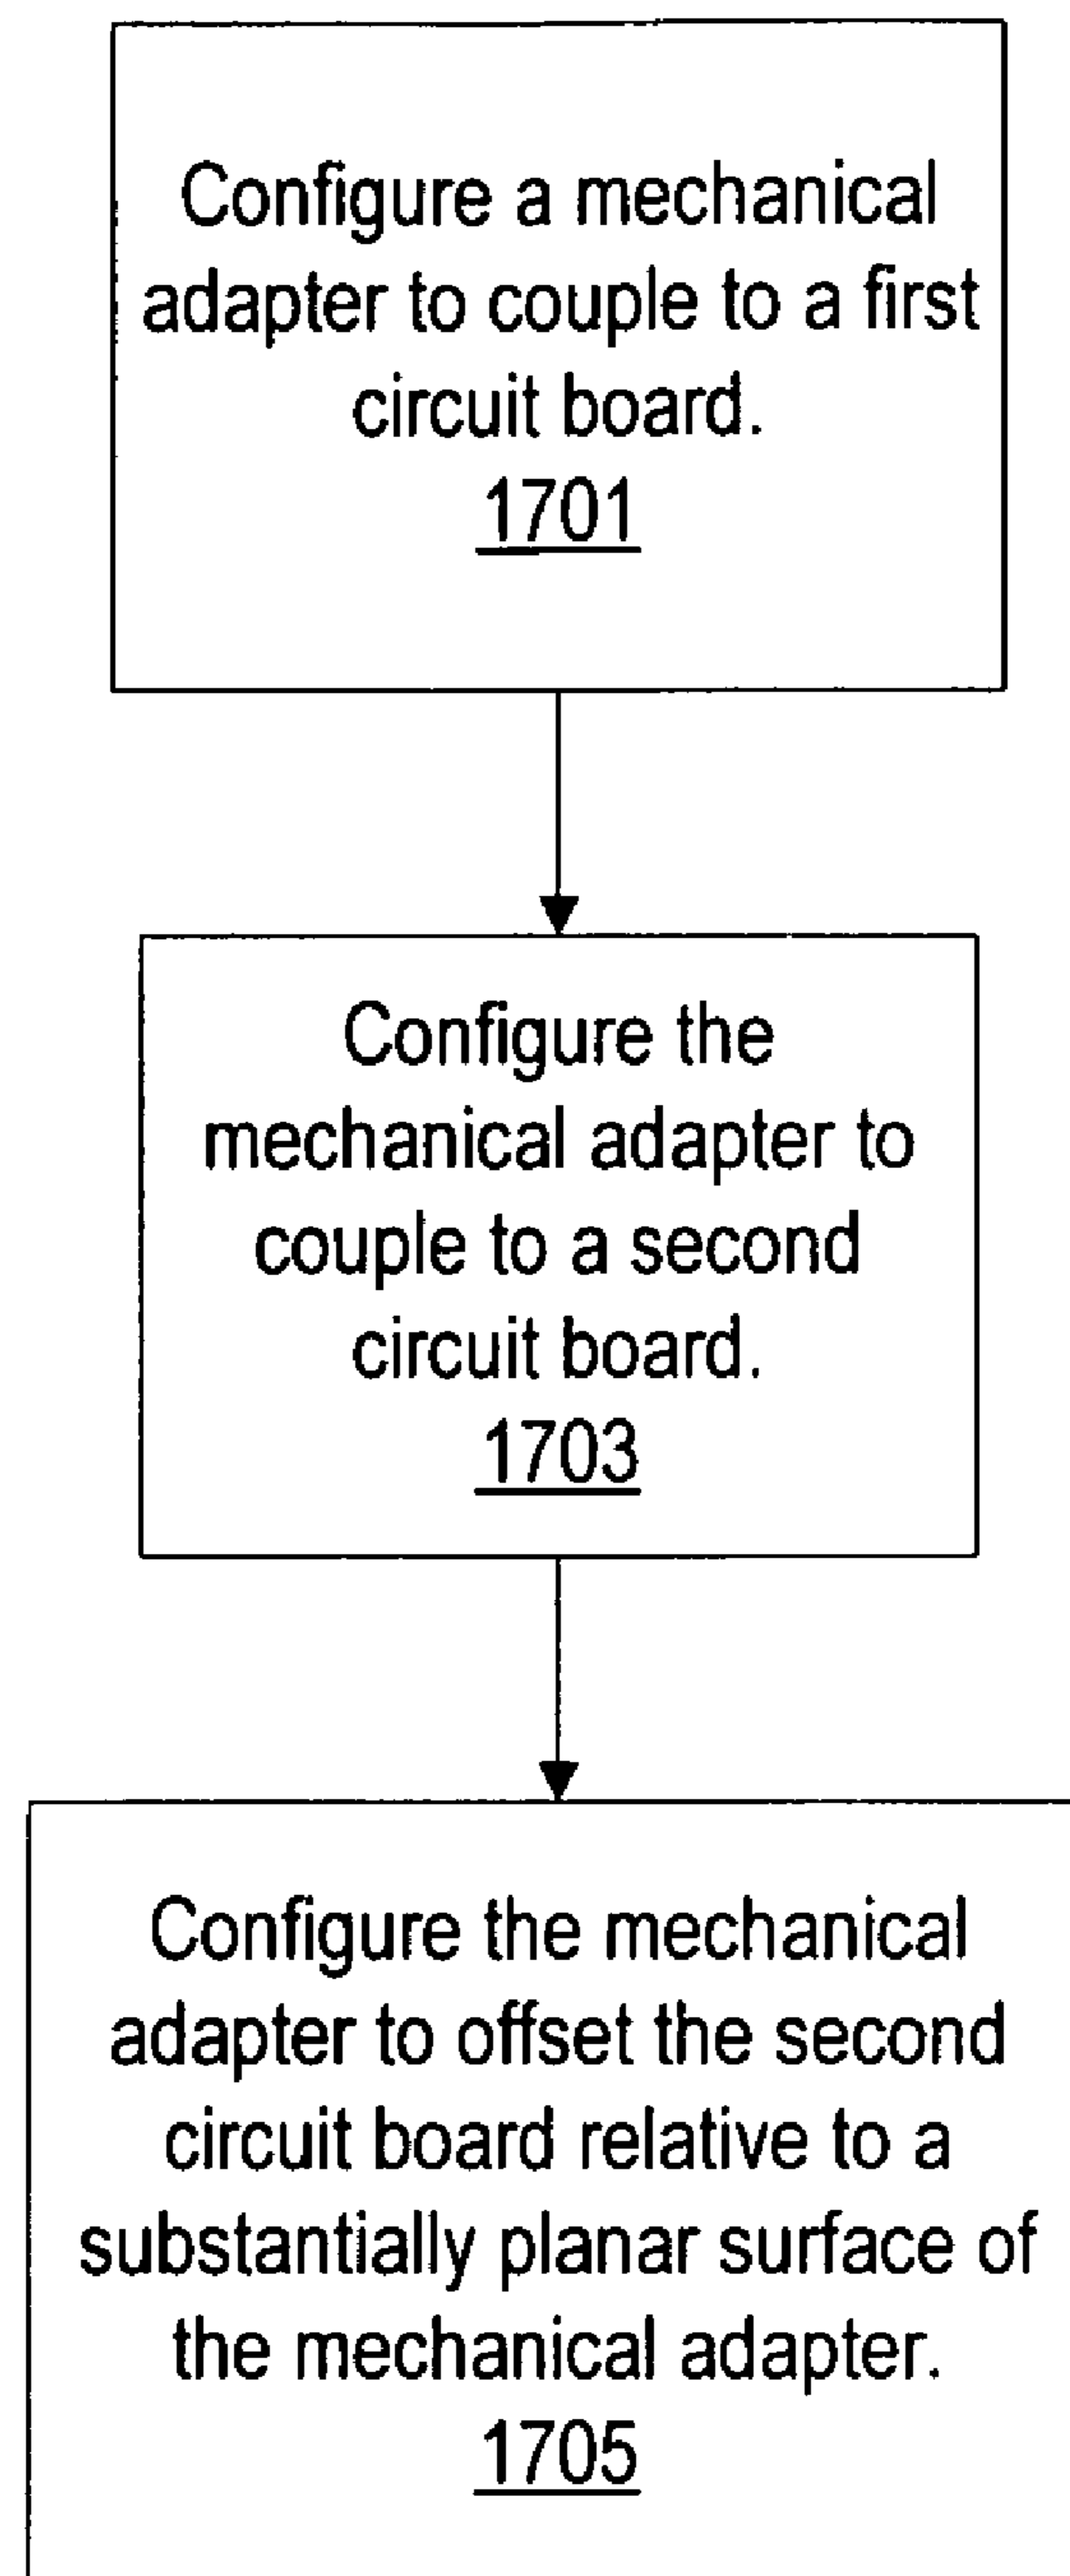 Configure a mechanical
adapter to couple to a first
circuit board.
1701
Configure the
mechanical adapter to
couple to a second
circuit board.
1703
Configure the mechanical
adapter to offset the second
circuit board relative to a
substantially planar surface of
the mechanical adapter.
1705